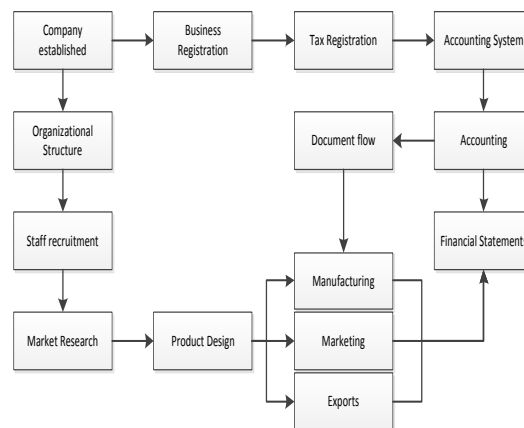 Company
established
Business
Registration
Tax Registration
Accounting System
Organizational
Structure
Document flow
Accounting
Staff recruitment
Financial Statements
Manufacturing
Market Research
Product Design
Marketing
Exports